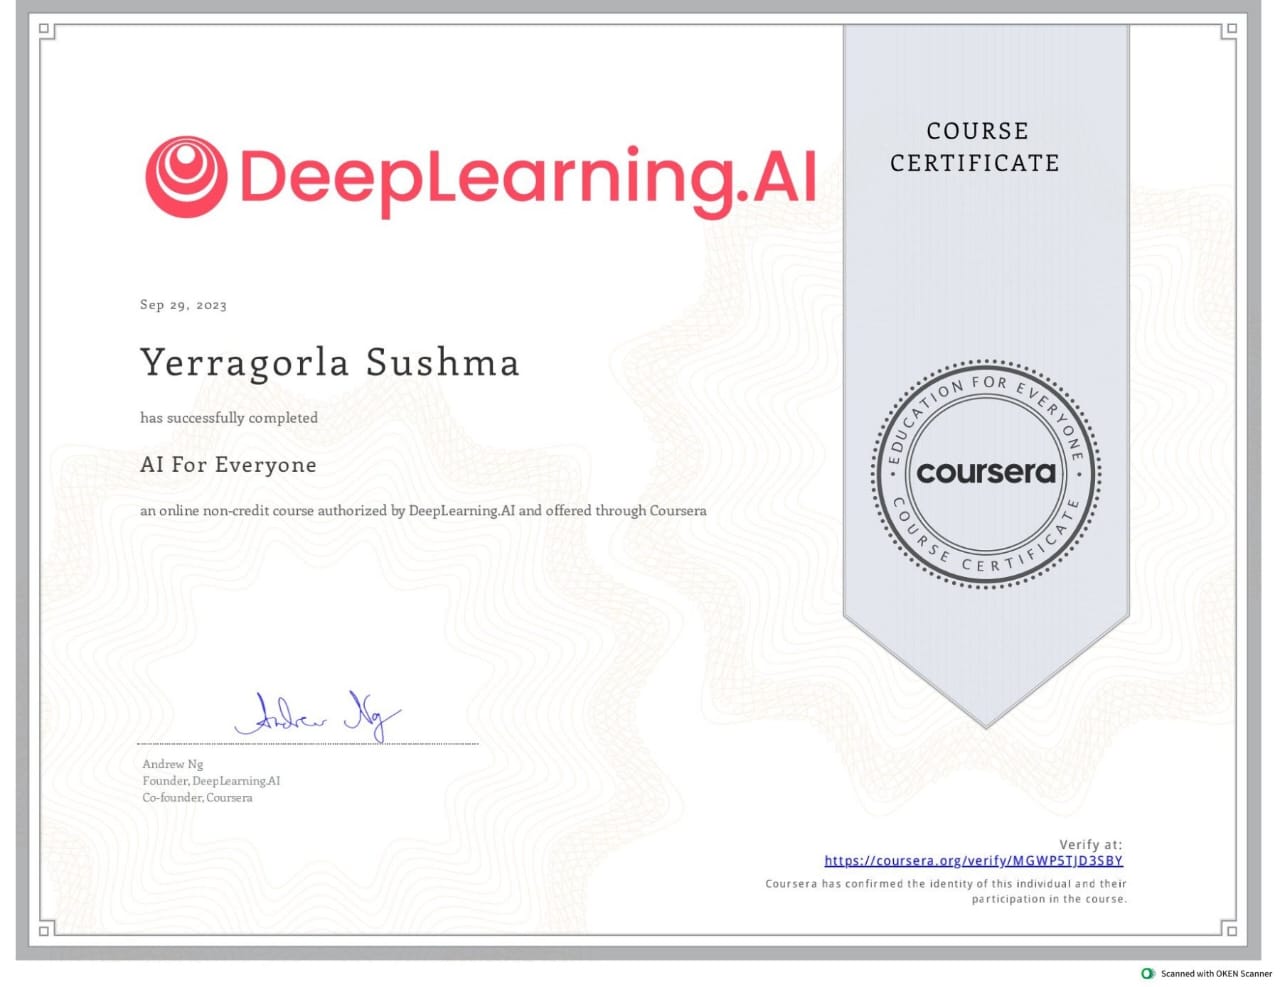 DeepLearning.AI
COURSE
CERTIFICATE
Sep 29, 2023
Yerragorla Sushma
has successfully completed
AI For Everyone
an online non-credit course authorized by DeepLearning.AI and offered through Coursera
EDUCATION FOR EVERYONE
coursera
COURSE CERTIFICATE
Andrew Ng
Andrew Ng
Founder, DeepLearning.AI
Co-founder, Coursera
Verify at:
https://coursera.org/verify/MGWP5TJD3SBY
Coursera has confirmed the identity of this individual and their
participation in the course.
Scanned with OKEN Scanner